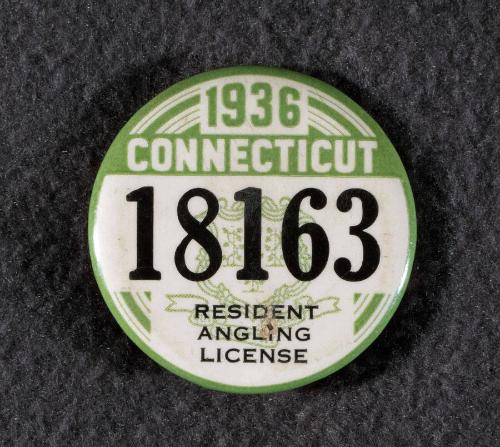 1936
CONNECTICUT
18163
RESIDENT
ANGLING
LICENSE